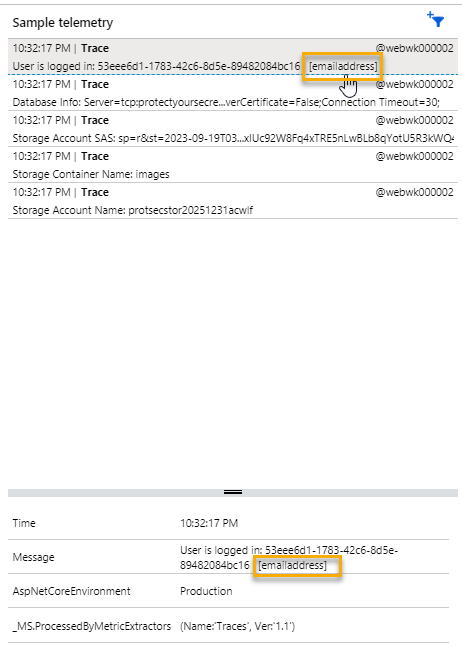 Sample telemetry
10:32:17 PM | Trace @webwk000002
User is logged in: 53eee6d1-1783-42c6-8d5e-89482084bc16 [emailaddress]
10:32:17 PM | Trace @webwk000002
Database Info: Server=tcp:protectyoursecre...verCertificate=False;Connection Timeout=30;
10:32:17 PM | Trace @webwk000002
Storage Account SAS: sp=r&st=2023-09-19T03...xlUc92W8Fq4xTRE5nLwBLb8qYotU5R3kWQ4
10:32:17 PM | Trace @webwk000002
Storage Container Name: images
10:32:17 PM | Trace @webwk000002
Storage Account Name: protsecstor20251231acwlf
Time 10:32:17 PM
Message User is logged in: 53eee6d1-1783-42c6-8d5e-
89482084bc16 [emailaddress]
AspNetCoreEnvironment Production
_MS.ProcessedByMetricExtractors (Name:'Traces', Ver:'1.1')